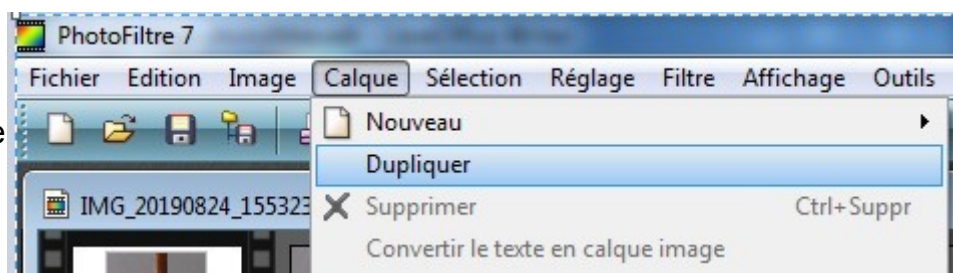 PhotoFiltre 7
Fichier Edition Image Calque Sélection Réglage Filtre Affichage Outils
e
Nouveau
Dupliquer
IMG_20190824_155323
Supprimer Ctrl+Suppr
Convertir le texte en calque image